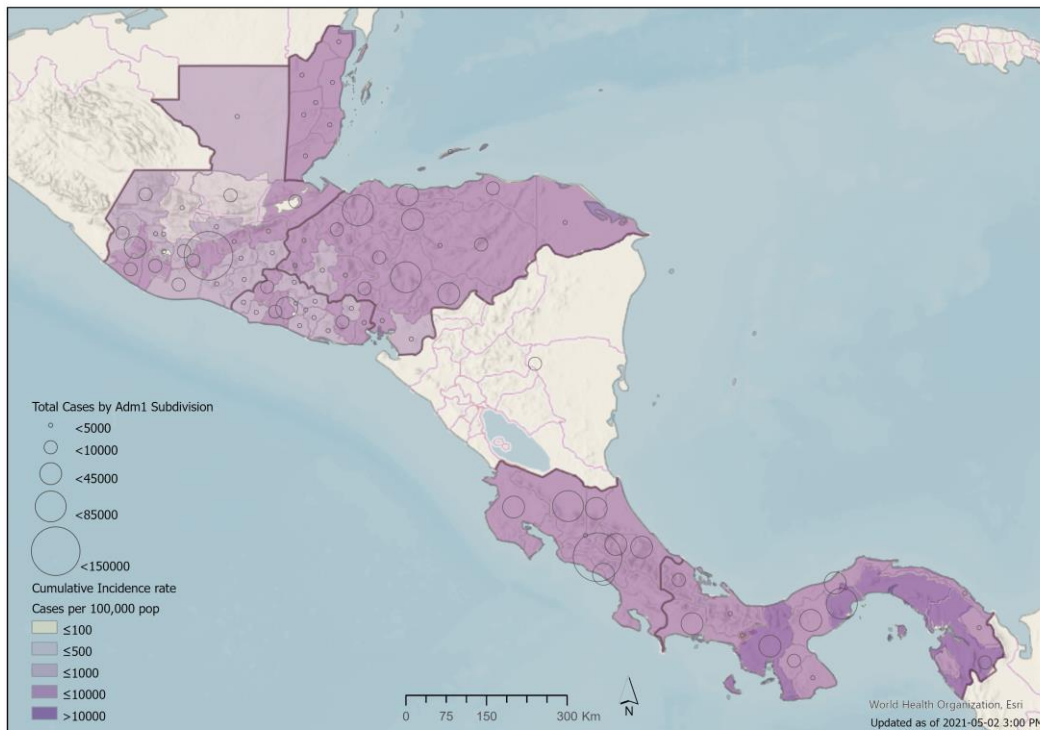 Total Cases by Adm1 Subdivision
<5000
<10000
<45000
<85000
<150000
Cumulative Incidence rate
Cases per 100,000 pop
≤100
≤500
≤1000
≤10000
>10000
0 75 150 300 Km
N
World Health Organization, Esri
Updated as of 2021-05-02 3:00 PM